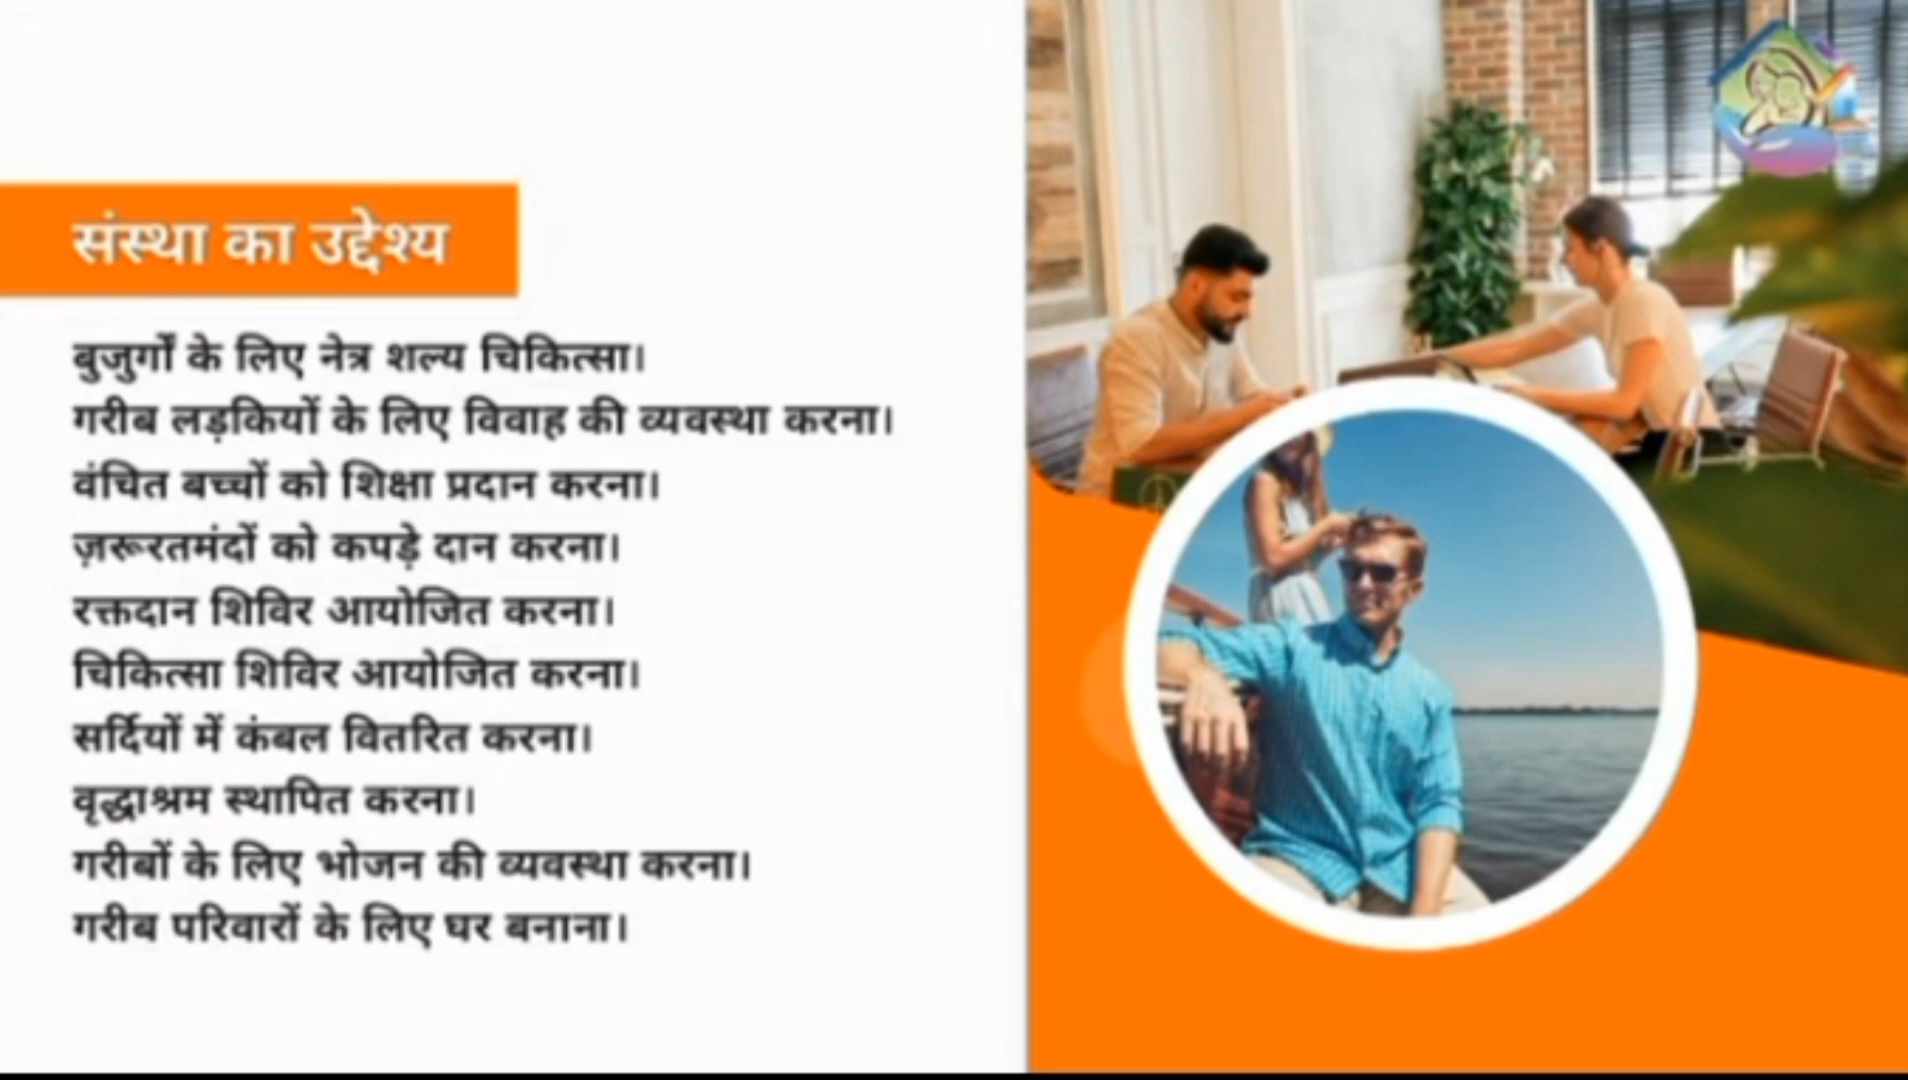 संस्था का उद्देश्य
बुजुर्गों के लिए नेत्र शल्य चिकित्सा।
गरीब लड़कियों के लिए विवाह की व्यवस्था करना।
वंचित बच्चों को शिक्षा प्रदान करना।
ज़रूरतमंदों को कपड़े दान करना।
रक्तदान शिविर आयोजित करना।
चिकित्सा शिविर आयोजित करना।
सर्दियों में कंबल वितरित करना।
वृद्धाश्रम स्थापित करना।
गरीबों के लिए भोजन की व्यवस्था करना।
गरीब परिवारों के लिए घर बनाना।